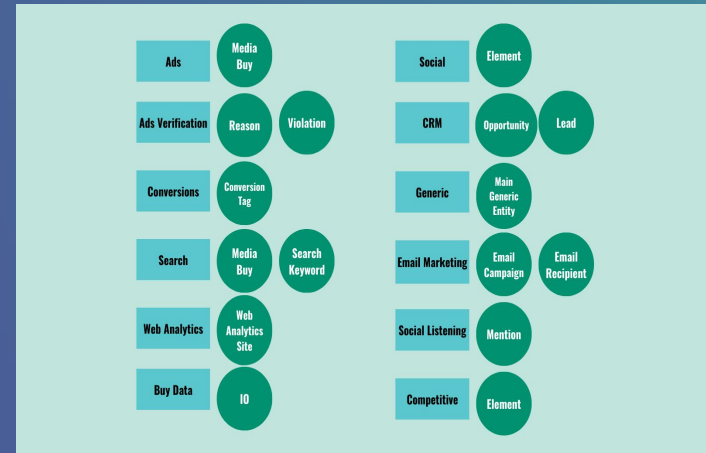 Ads
Media
Buy
Ads Verification
Reason
Violation
Conversions
Conversion
Tag
Search
Media
Buy
Search
Keyword
Web Analytics
Web
Analytics
Site
Buy Data
IO
Social
Element
CRM
Opportunity
Lead
Generic
Main
Generic
Entity
Email Marketing
Email
Campaign
Email
Recipient
Social Listening
Mention
Competitive
Element